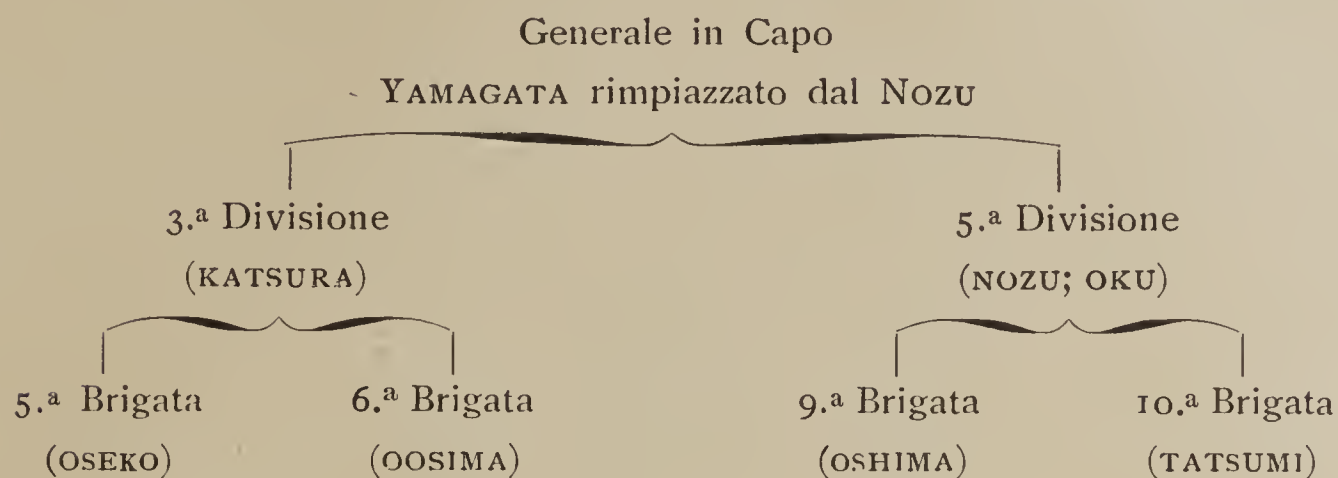 Generale in Capo
YAMAGATA rimpiazzato dal NOZU
3.ª Divisione 5.ª Divisione
(KATSURA) (NOZU; OKU)
5.ª Brigata 6.ª Brigata 9.ª Brigata 10.ª Brigata
(OSEKO) (OOSIMA) (OSHIMA) (TATSUMI)